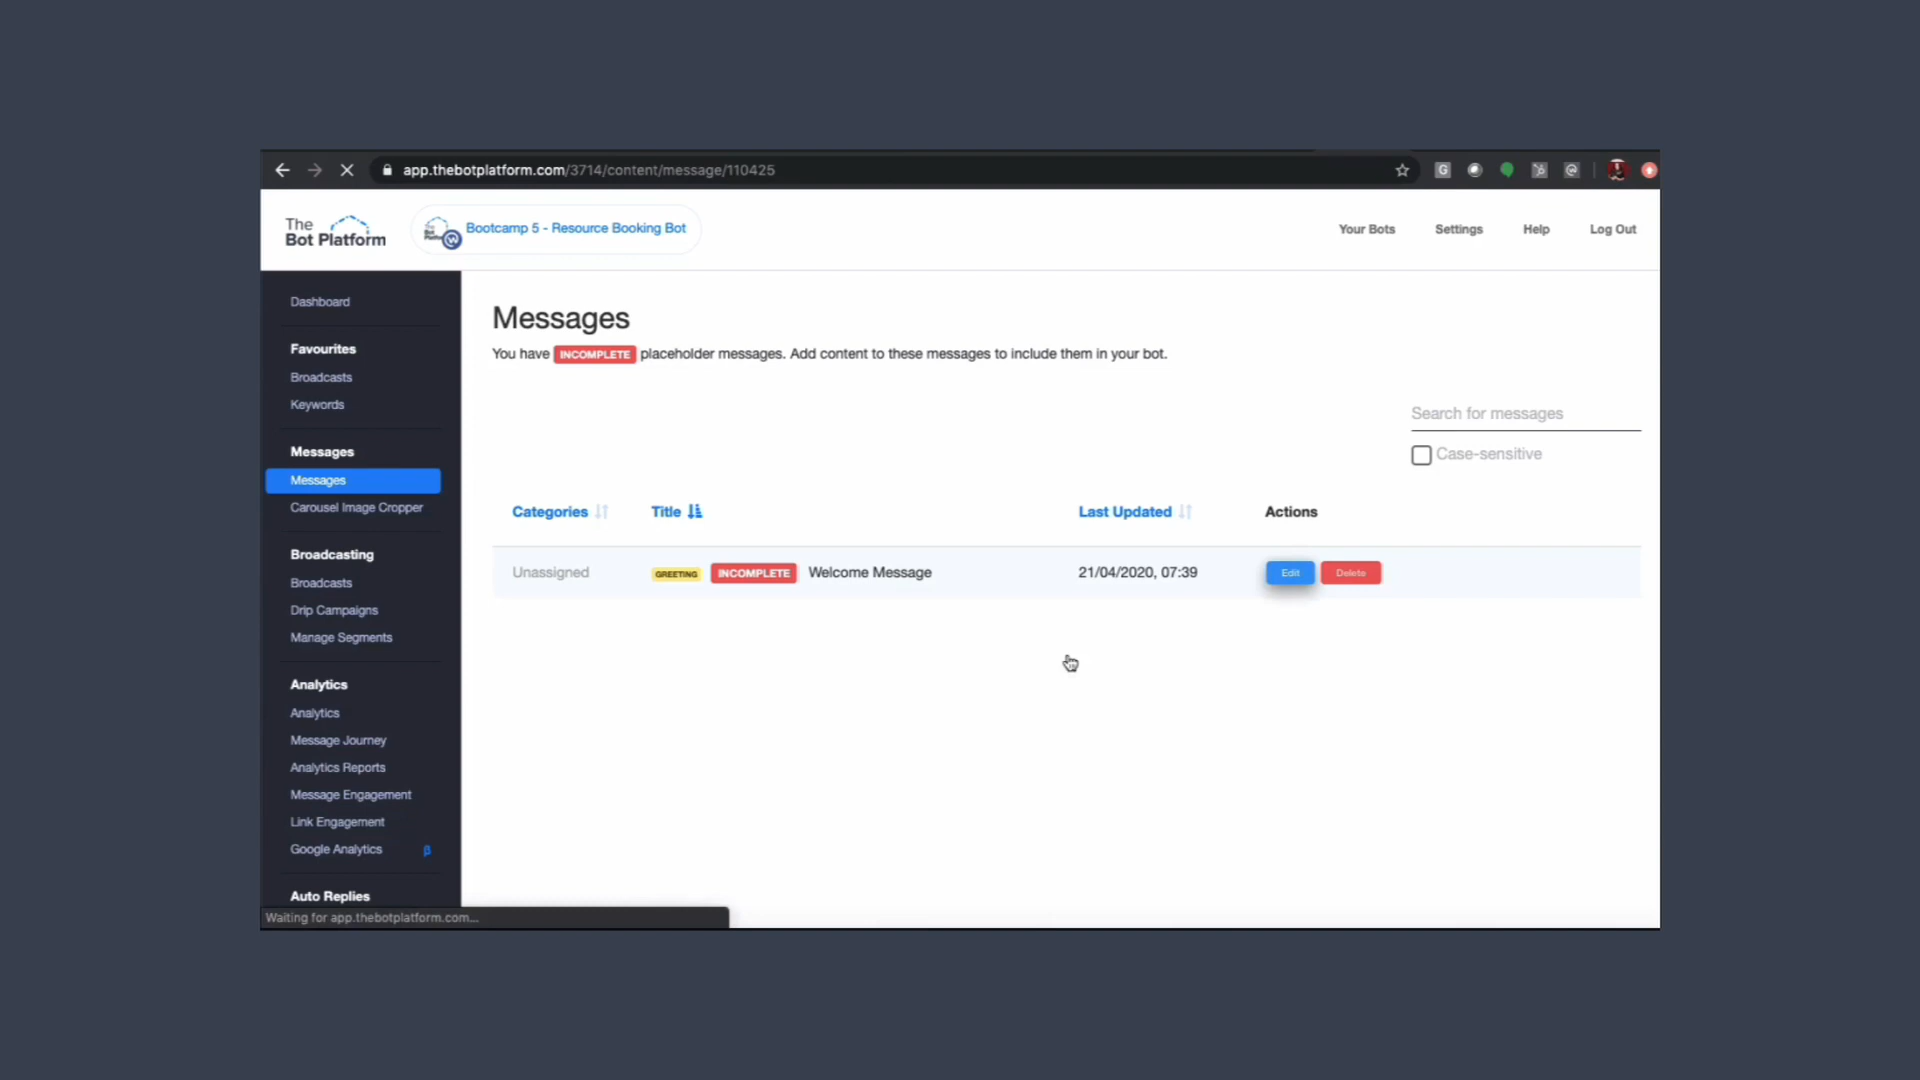 app.thebotplatform.com/3714/content/message/110425
G
The
Bot Platform
Bootcamp 5 - Resource Booking Bot
Your Bots
Settings
Help
Log Out
Dashboard
Favourites
Broadcasts
Keywords
Messages
Messages
Carousel Image Cropper
Broadcasting
Broadcasts
Drip Campaigns
Manage Segments
Analytics
Analytics
Message Journey
Analytics Reports
Message Engagement
Link Engagement
Google Analytics β
Auto Replies
Waiting for app.thebotplatform.com...
Messages
You have INCOMPLETE placeholder messages. Add content to these messages to include them in your bot.
Search for messages
Case-sensitive
Categories Title Last Updated Actions
Unassigned GREETING INCOMPLETE Welcome Message 21/04/2020, 07:39 Edit Delete